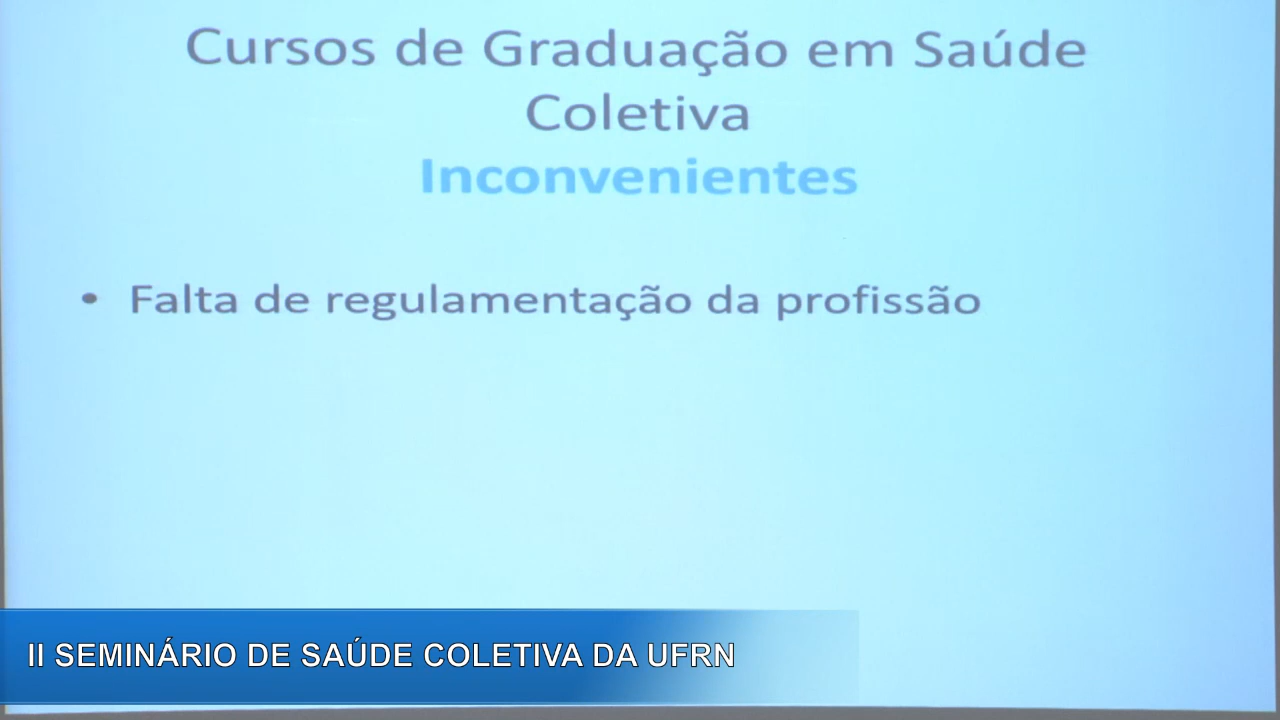 Cursos de Graduação em Saúde
Coletiva
Inconvenientes
• Falta de regulamentação da profissão
II SEMINÁRIO DE SAÚDE COLETIVA DA UFRN